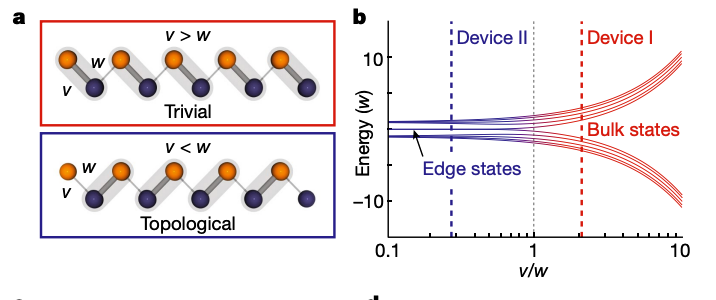 a
v > w
w
v
Trivial
v < w
w
v
Topological
b
Device II
Device I
10
Energy (w)
Bulk states
Edge states
–10
0.1
1
10
v/w
d